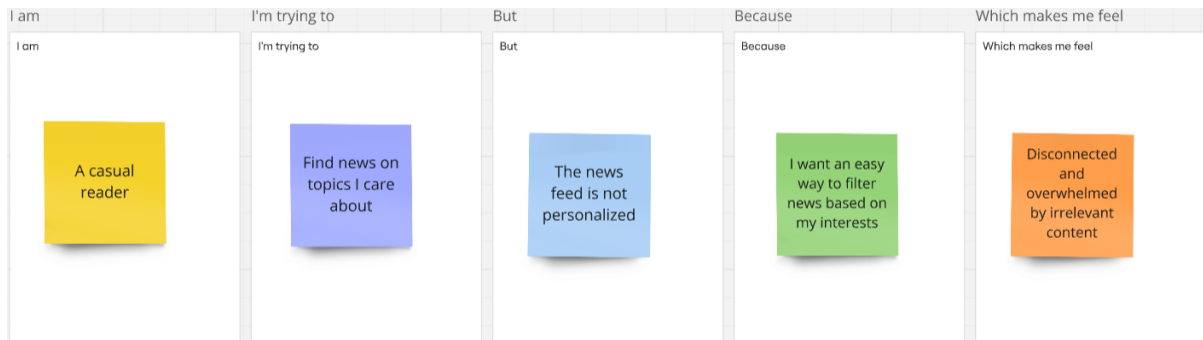 I am
I'm trying to
But
Because
Which makes me feel
I am
I'm trying to
But
Because
Which makes me feel
A casual
reader
Find news on
topics I care
about
The news
feed is not
personalized
I want an easy
way to filter
news based on
my interests
Disconnected
and
overwhelmed
by irrelevant
content